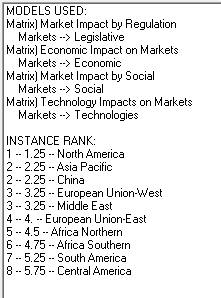 MODELS USED:
Matrix) Market Impact by Regulation
Markets --> Legislative
Matrix) Economic Impact on Markets
Markets --> Economic
Matrix) Market Impact by Social
Markets --> Social
Matrix) Technology Impacts on Markets
Markets --> Technologies

INSTANCE RANK:
1 -- 1.25 -- North America
2 -- 2.25 -- Asia Pacific
2 -- 2.25 -- China
3 -- 3.25 -- European Union-West
3 -- 3.25 -- Middle East
4 -- 4. -- European Union-East
5 -- 4.5 -- Africa Northern
6 -- 4.75 -- Africa Southern
7 -- 5.25 -- South America
8 -- 5.75 -- Central America